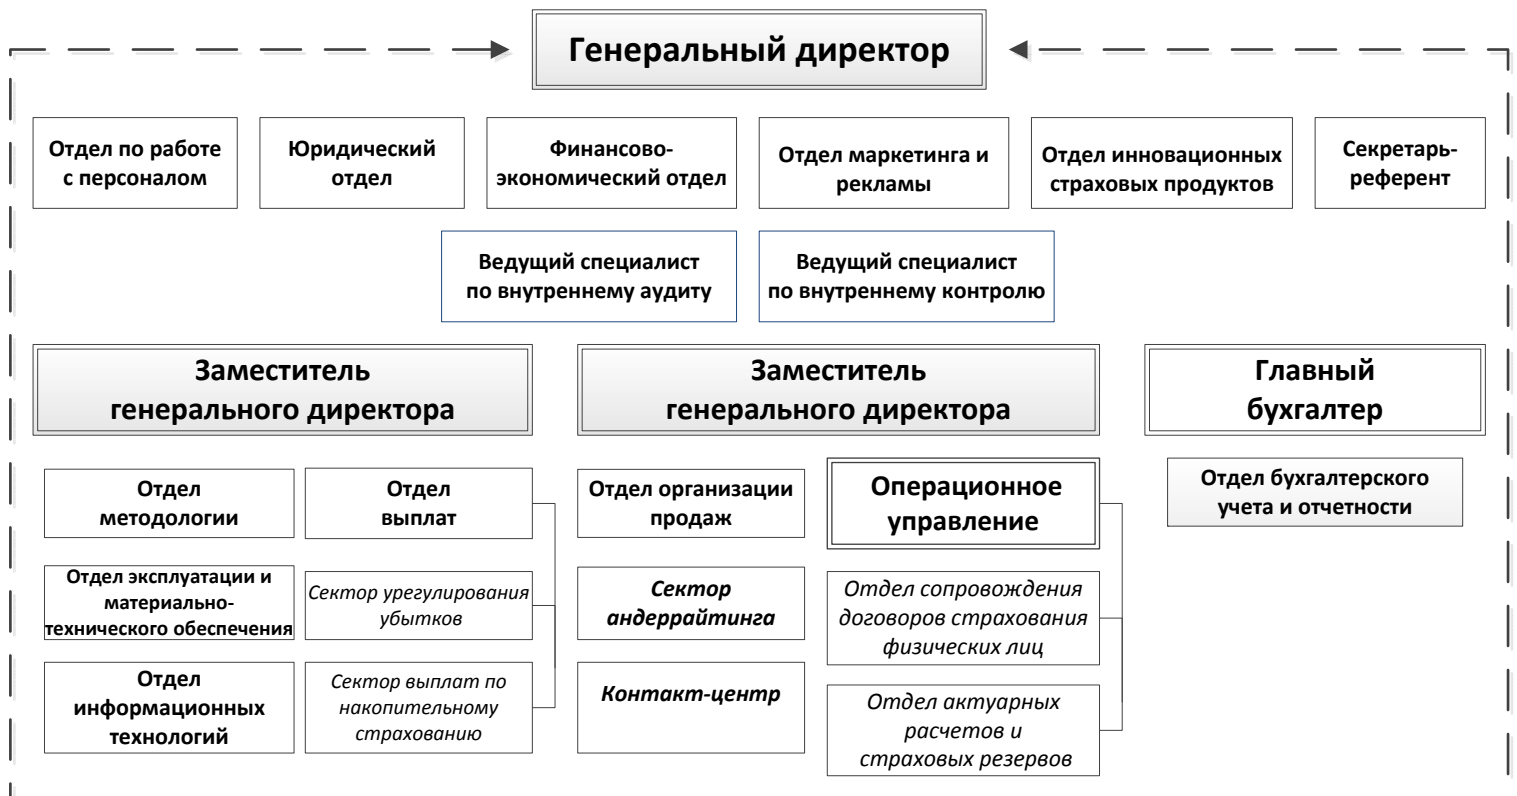 Генеральный директор
Отдел по работе
с персоналом
Юридический
отдел
Финансово-
экономический отдел
Отдел маркетинга и
рекламы
Отдел инновационных
страховых продуктов
Секретарь-
референт
Ведущий специалист
по внутреннему аудиту
Ведущий специалист
по внутреннему контролю
Заместитель
генерального директора
Заместитель
генерального директора
Главный
бухгалтер
Отдел
методологии
Отдел
выплат
Отдел организации
продаж
Операционное
управление
Отдел бухгалтерского
учета и отчетности
Отдел эксплуатации и
материально-
технического обеспечения
Сектор урегулирования
убытков
Сектор
андеррайтинга
Отдел сопровождения
договоров страхования
физических лиц
Отдел
информационных
технологий
Сектор выплат по
накопительному
страхованию
Контакт-центр
Отдел актуарных
расчетов и
страховых резервов